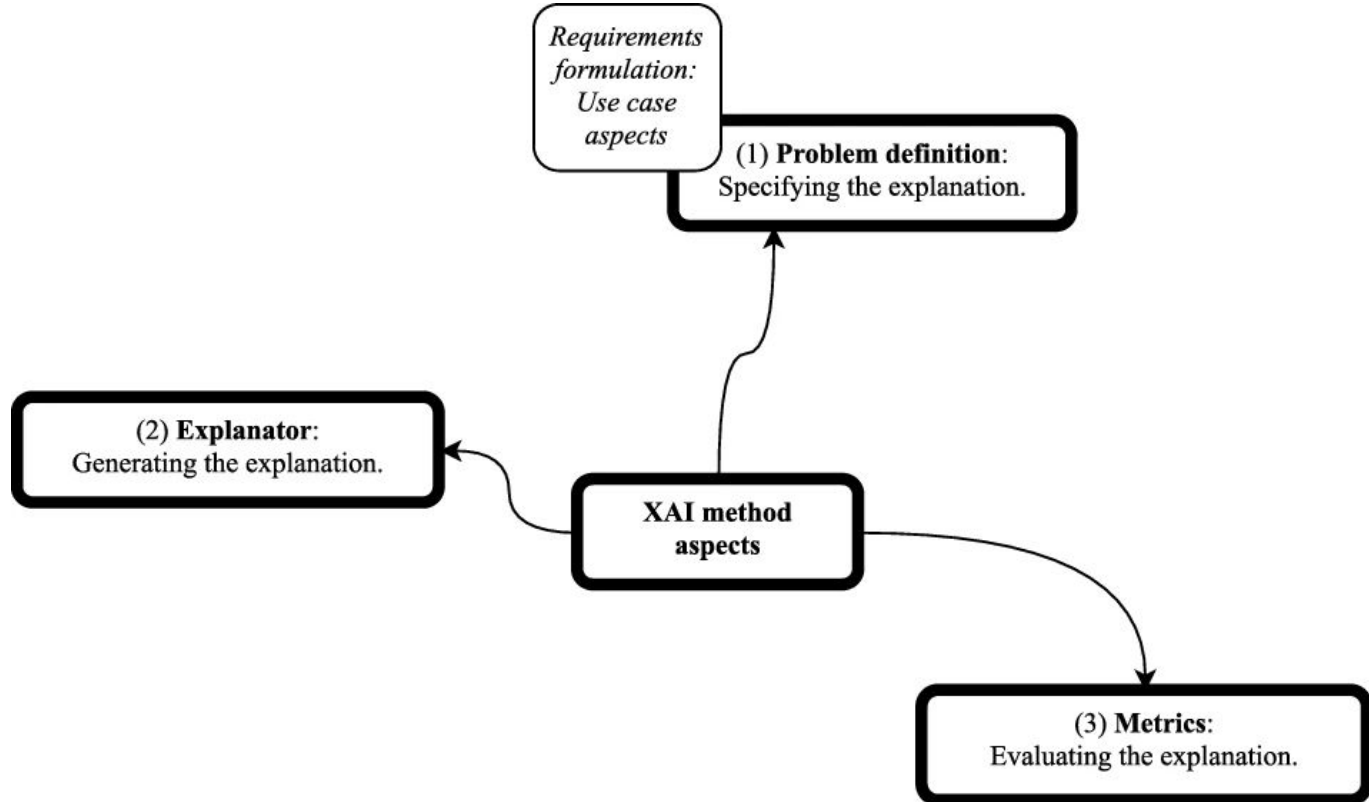 Requirements
formulation:
Use case
aspects
(1) Problem definition:
Specifying the explanation.
(2) Explanator:
Generating the explanation.
XAI method
aspects
(3) Metrics:
Evaluating the explanation.